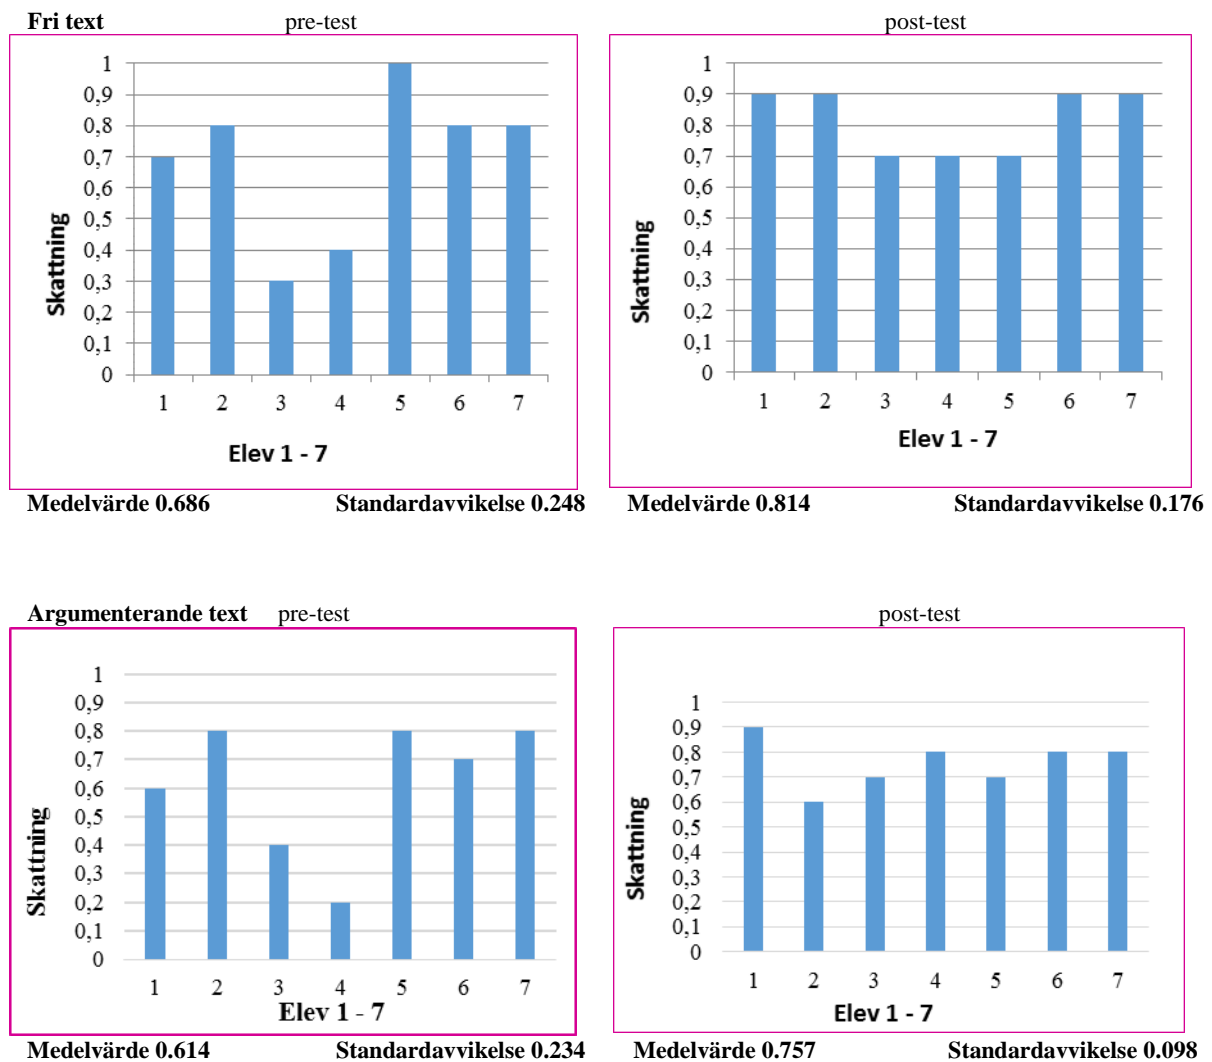 Fri text pre-test post-test
1
0,9
0,8
0,7
0,6
0,5
0,4
0,3
0,2
0,1
0
Skattning
1 2 3 4 5 6 7
Elev 1 - 7
1
0,9
0,8
0,7
0,6
0,5
0,4
0,3
0,2
0,1
0
Skattning
1 2 3 4 5 6 7
Elev 1 - 7
Medelvärde 0.686 Standardavvikelse 0.248 Medelvärde 0.814 Standardavvikelse 0.176
Argumenterande text pre-test post-test
1
0,9
0,8
0,7
0,6
0,5
0,4
0,3
0,2
0,1
0
Skattning
1 2 3 4 5 6 7
Elev 1 - 7
1
0,9
0,8
0,7
0,6
0,5
0,4
0,3
0,2
0,1
0
Skattning
1 2 3 4 5 6 7
Elev 1 - 7
Medelvärde 0.614 Standardavvikelse 0.234 Medelvärde 0.757 Standardavvikelse 0.098